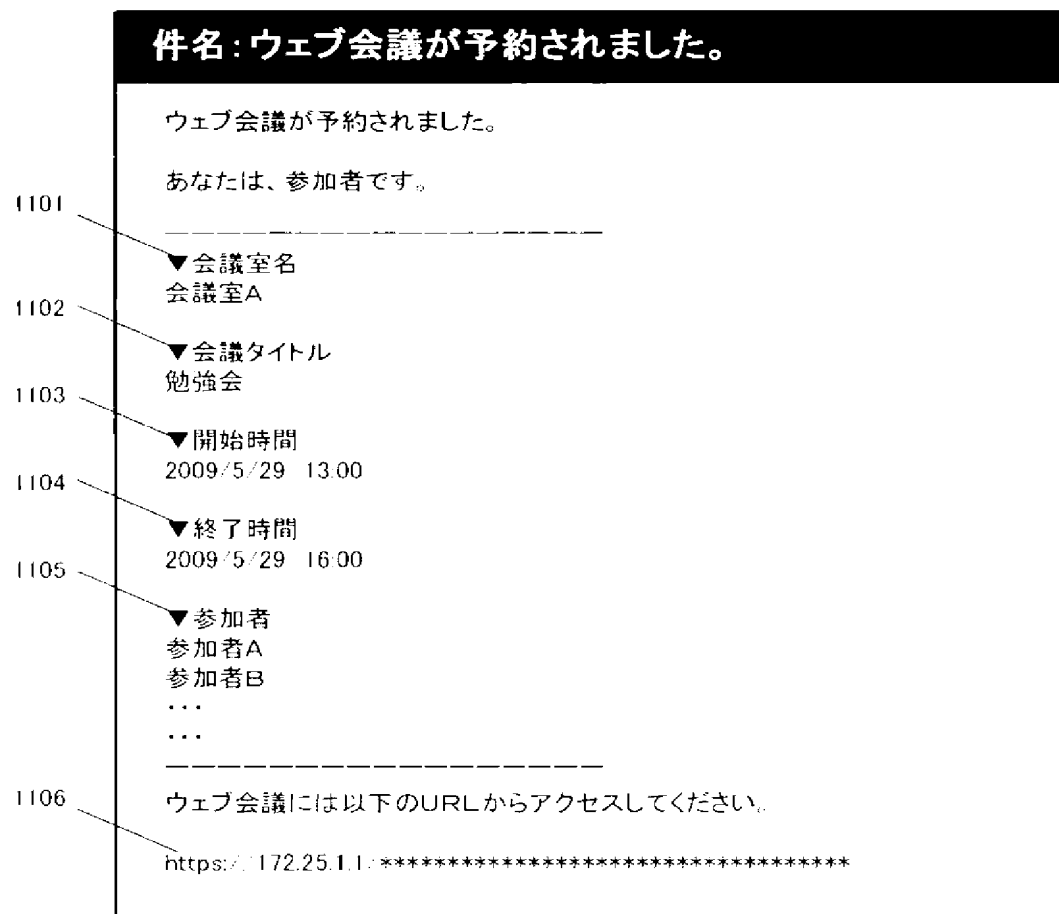 件名:ウェブ会議が予約されました。
ウェブ会議が予約されました。
あなたは、参加者です。
1101
▼会議室名
会議室A
1102
▼会議タイトル
勉強会
1103
▼開始時間
2009/5/29 13:00
1104
▼終了時間
2009/5/29 16:00
1105
▼参加者
参加者A
参加者B
・・・
・・・
1106
ウェブ会議には以下のURLからアクセスしてください。
https://172.25.1.1/***********************************